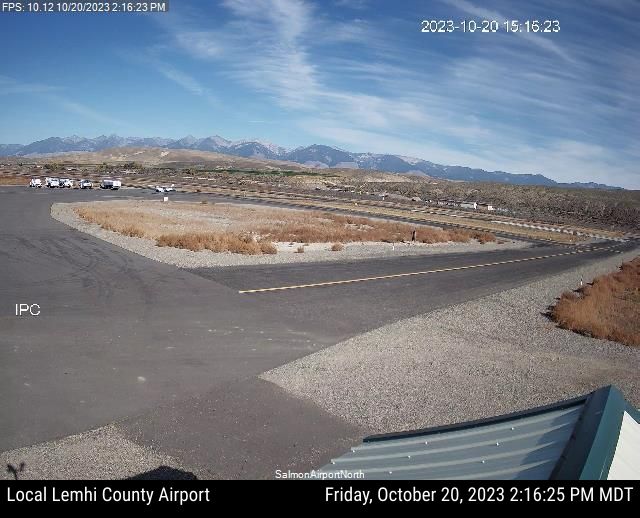 FPS: 10.12 10/20/2023 2:16:23 PM
2023-10-20 15:16:23
IPC
SalmonAirportNorth
Local Lemhi County Airport
Friday, October 20, 2023 2:16:25 PM MDT